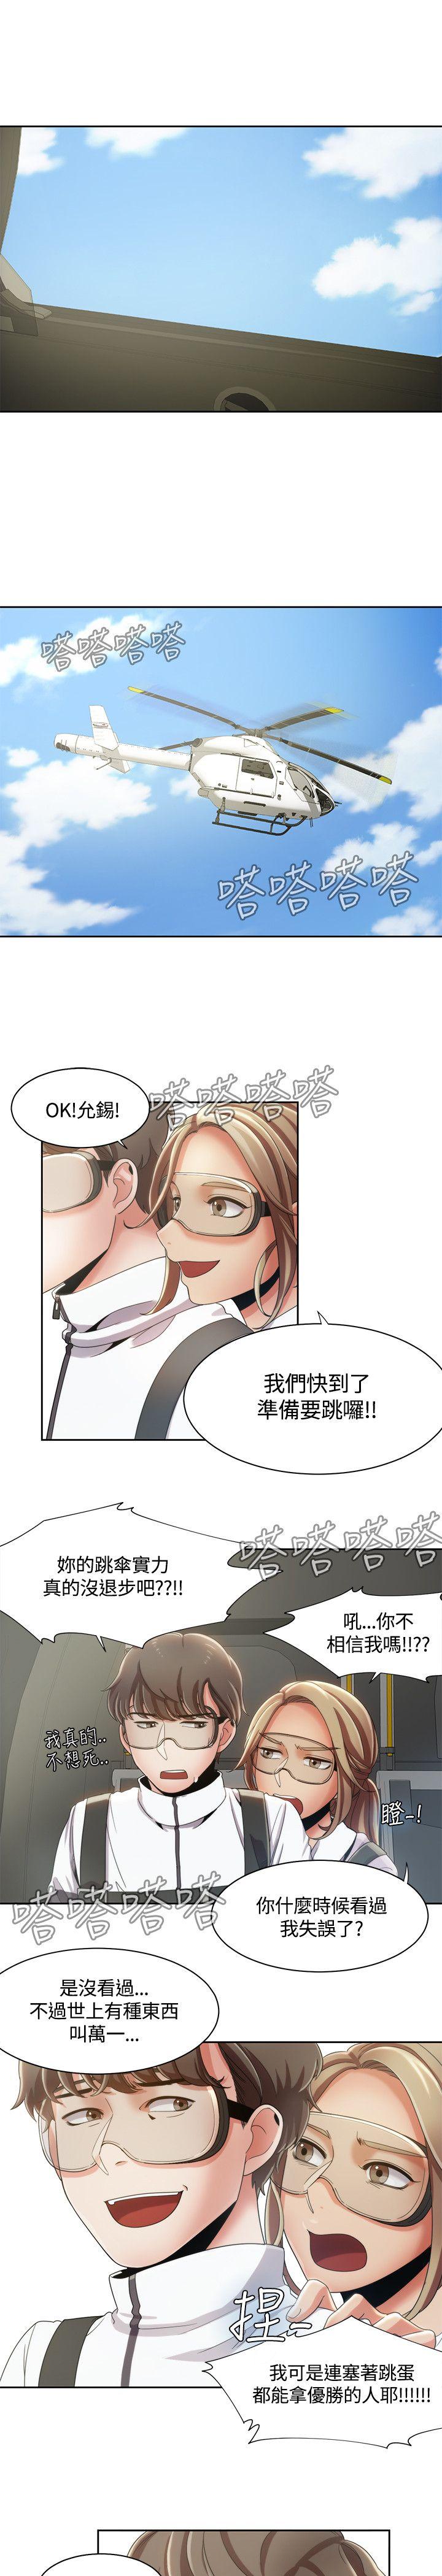 嗒嗒嗒嗒
嗒嗒嗒嗒
OK!允錫!
嗒嗒嗒嗒
我們快到了
準備要跳囉!!
嗒嗒嗒嗒
妳的跳傘實力
真的沒退步吧??!!
吼...你不
相信我嗎!!??
我真的..
不想死..
瞪-!
嗒嗒嗒嗒
你什麼時候看過
我失誤了?
是沒看過...
不過世上有種東西
叫萬一...
捏-
我可是連塞著跳蛋
都能拿優勝的人耶!!!!!!